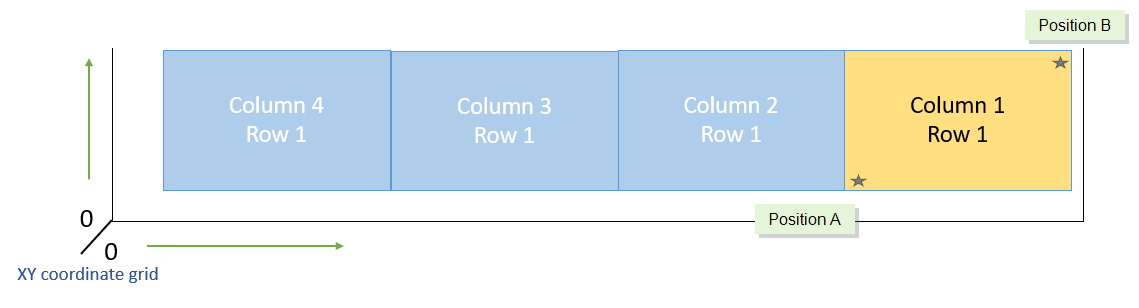 Position B
Column 4
Row 1
Column 3
Row 1
Column 2
Row 1
Column 1
Row 1
Position A
0
0
XY coordinate grid